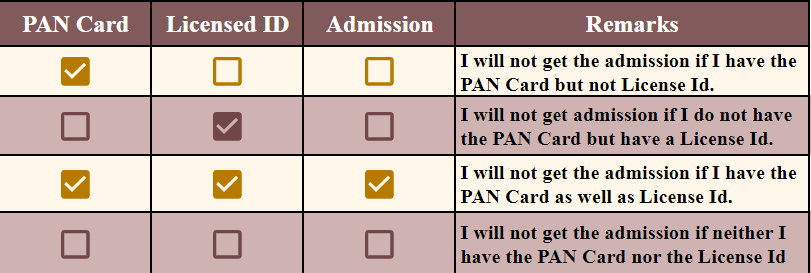 PAN Card Licensed ID Admission Remarks
I will not get the admission if I have the
PAN Card but not License Id.
I will not get admission if I do not have
the PAN Card but have a License Id.
I will not get the admission if I have the
PAN Card as well as License Id.
I will not get the admission if neither I
have the PAN Card nor the License Id